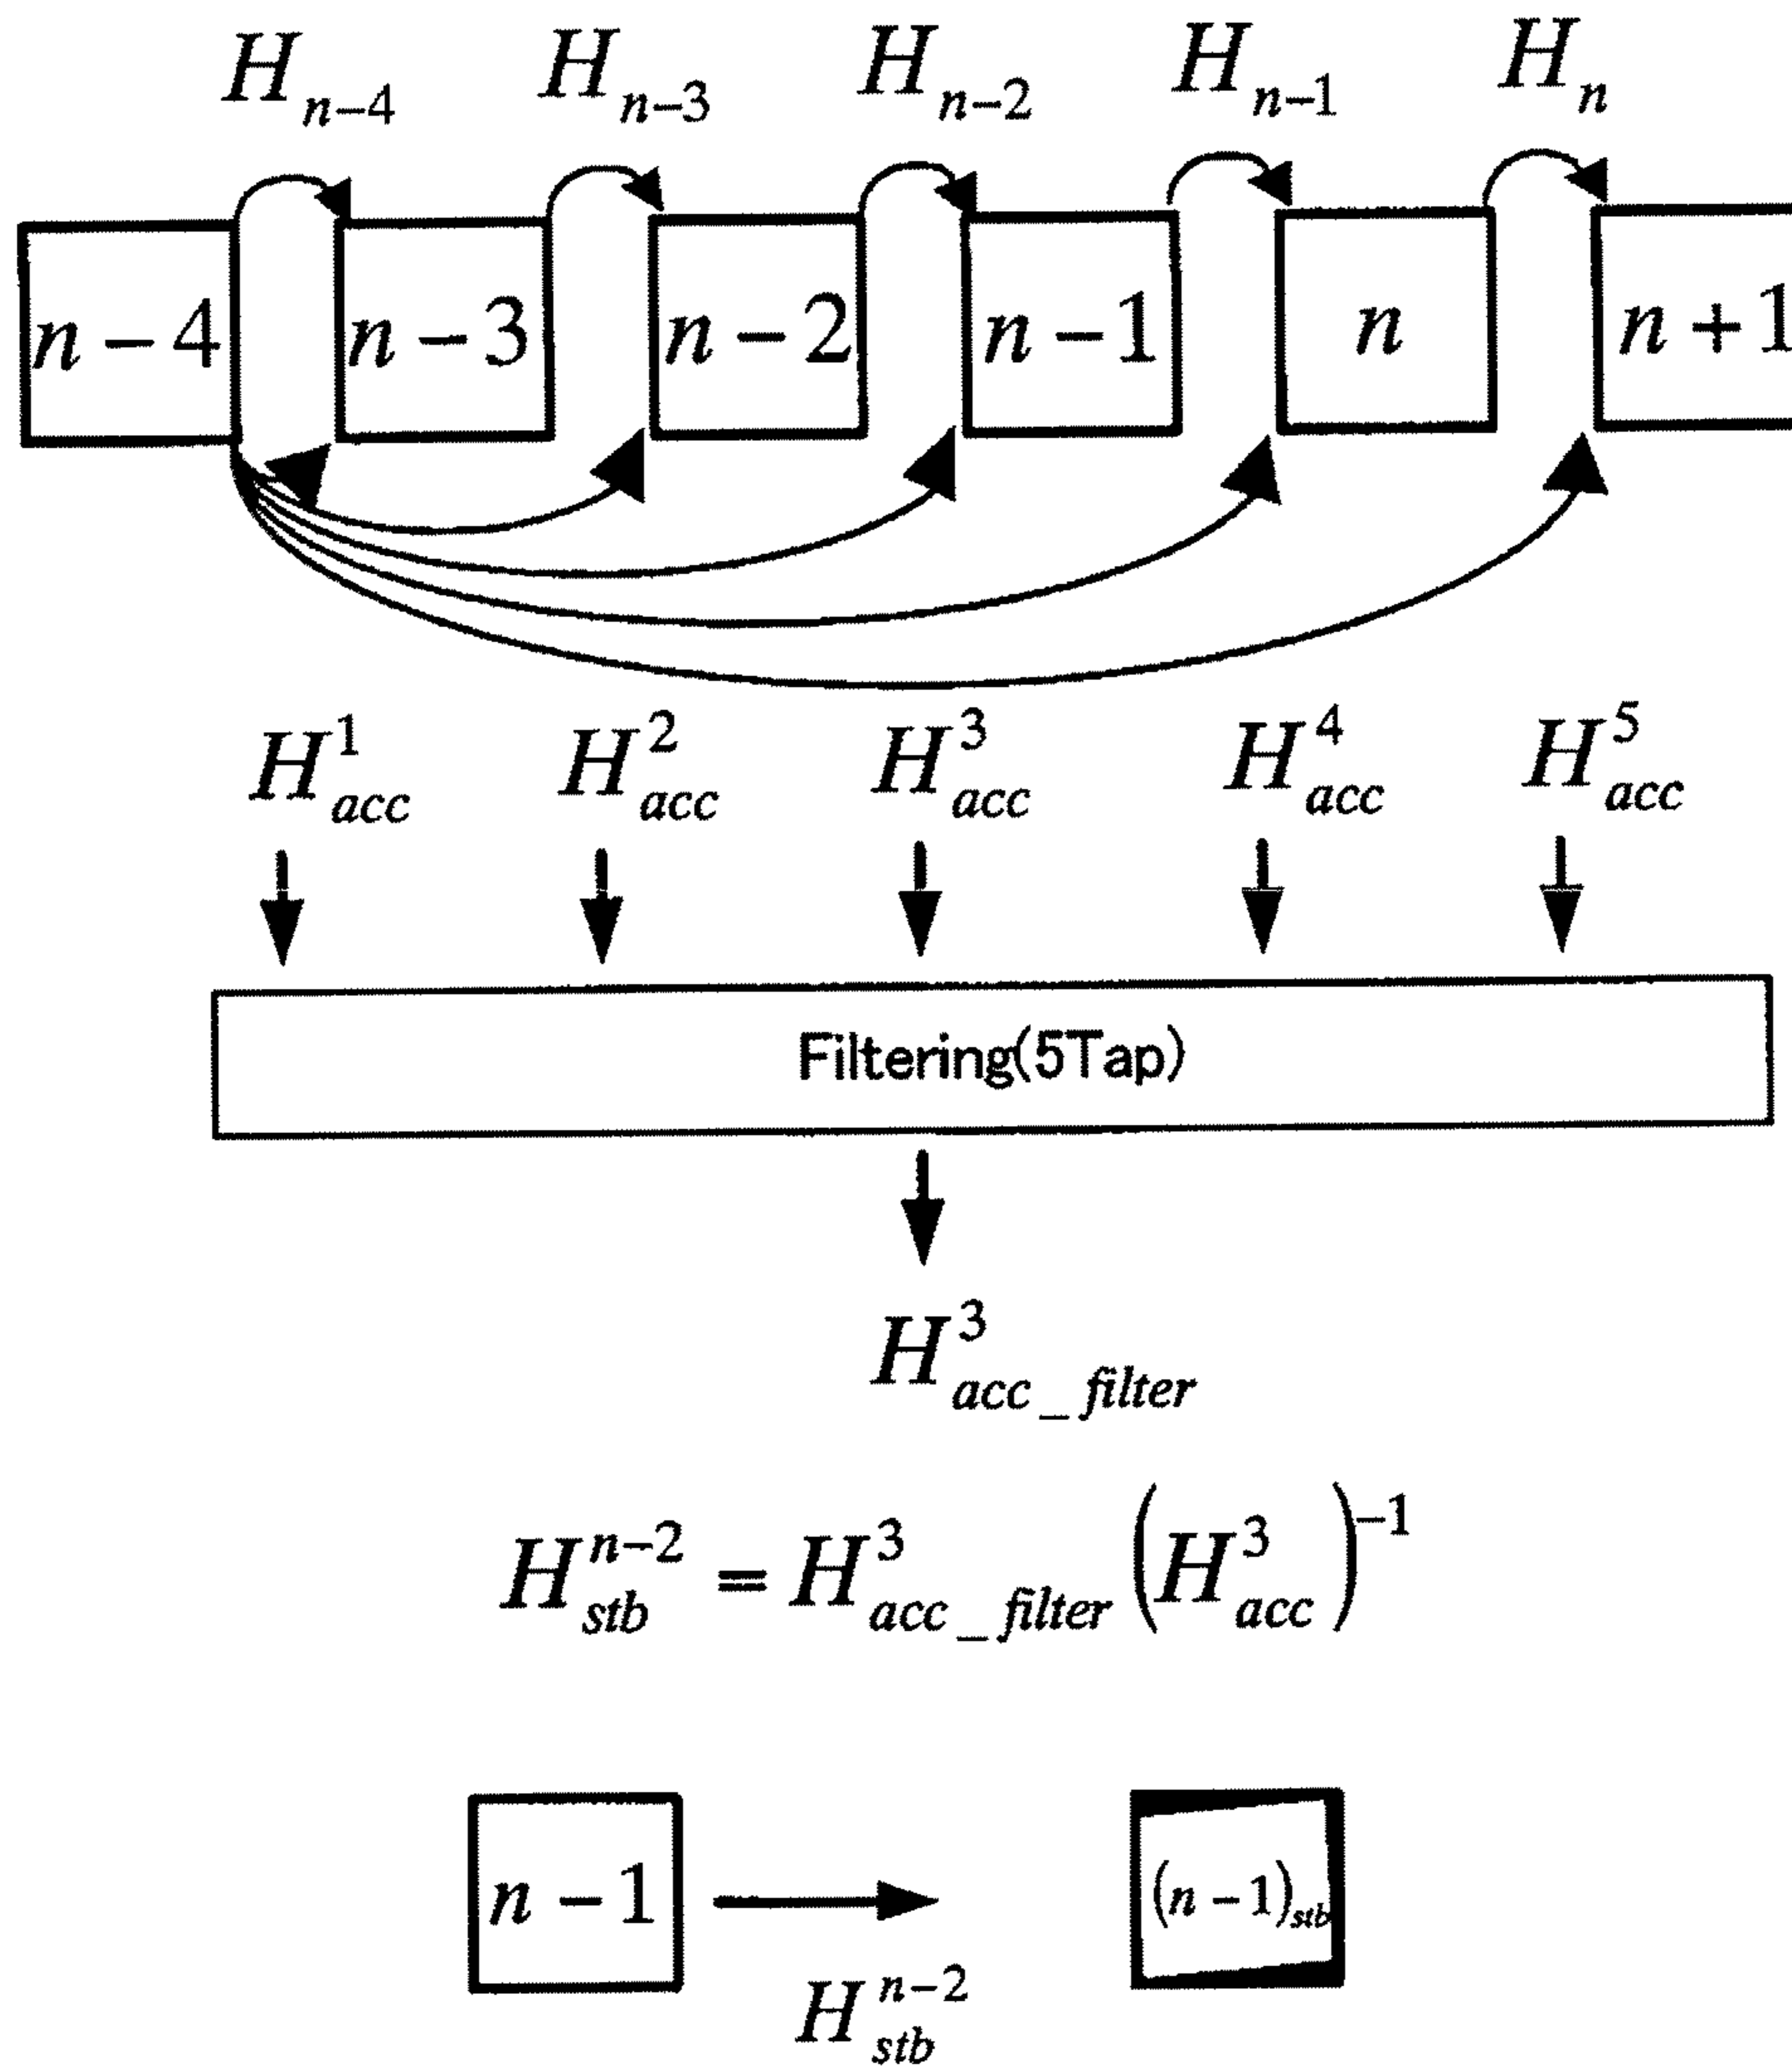 H_{n-4} H_{n-3} H_{n-2} H_{n-1} H_n
n-4 n-3 n-2 n-1 n n+1
H^1_{acc} H^2_{acc} H^3_{acc} H^4_{acc} H^5_{acc}
Filtering(5Tap)
H^3_{acc_filter}
H^{n-2}_{stb} = H^3_{acc_filter} (H^3_{acc})^{-1}
n-1 (n-1)_{stb}
H^{n-2}_{stb}